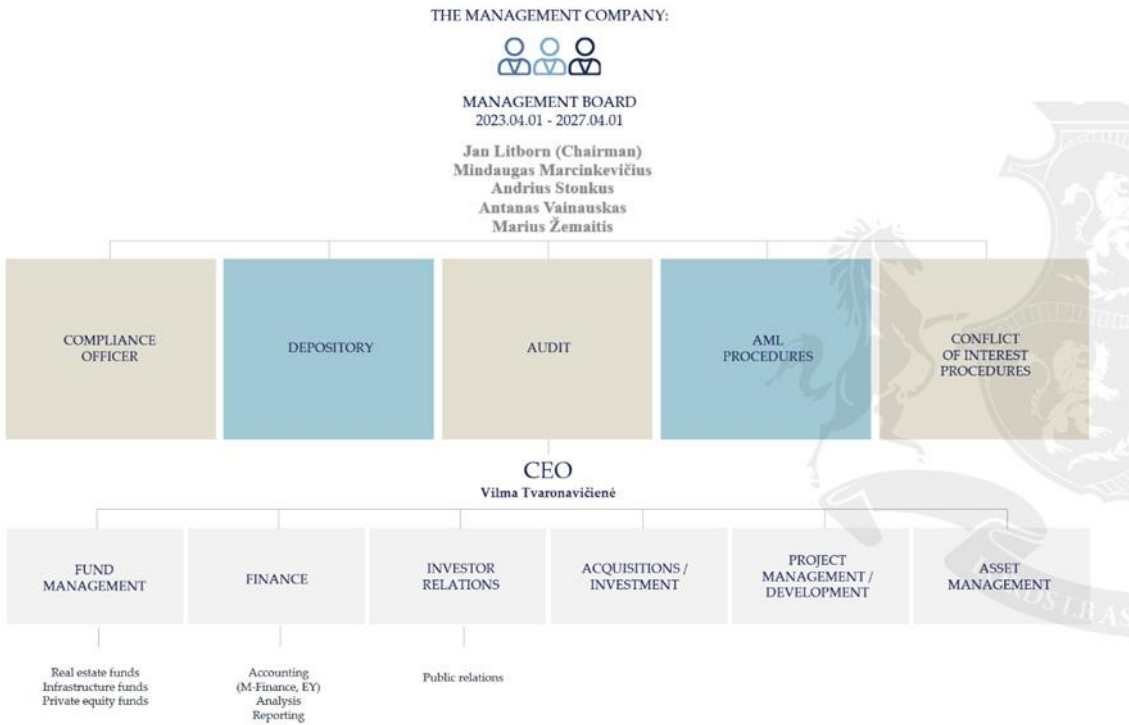 THE MANAGEMENT COMPANY:
MANAGEMENT BOARD
2023.04.01 - 2027.04.01
Jan Litborn (Chairman)
Mindaugas Marcinkevičius
Andrius Stonkus
Antanas Vainauskas
Marius Žemaitis
COMPLIANCE
OFFICER
DEPOSITORY
AUDIT
AML
PROCEDURES
CONFLICT
OF INTEREST
PROCEDURES
CEO
Vilma Tvaronavičienė
FUND
MANAGEMENT
FINANCE
INVESTOR
RELATIONS
ACQUISITIONS /
INVESTMENT
PROJECT
MANAGEMENT /
DEVELOPMENT
ASSET
MANAGEMENT
Real estate funds
Infrastructure funds
Private equity funds
Accounting
(M-Finance, EY)
Analysis
Reporting
Public relations